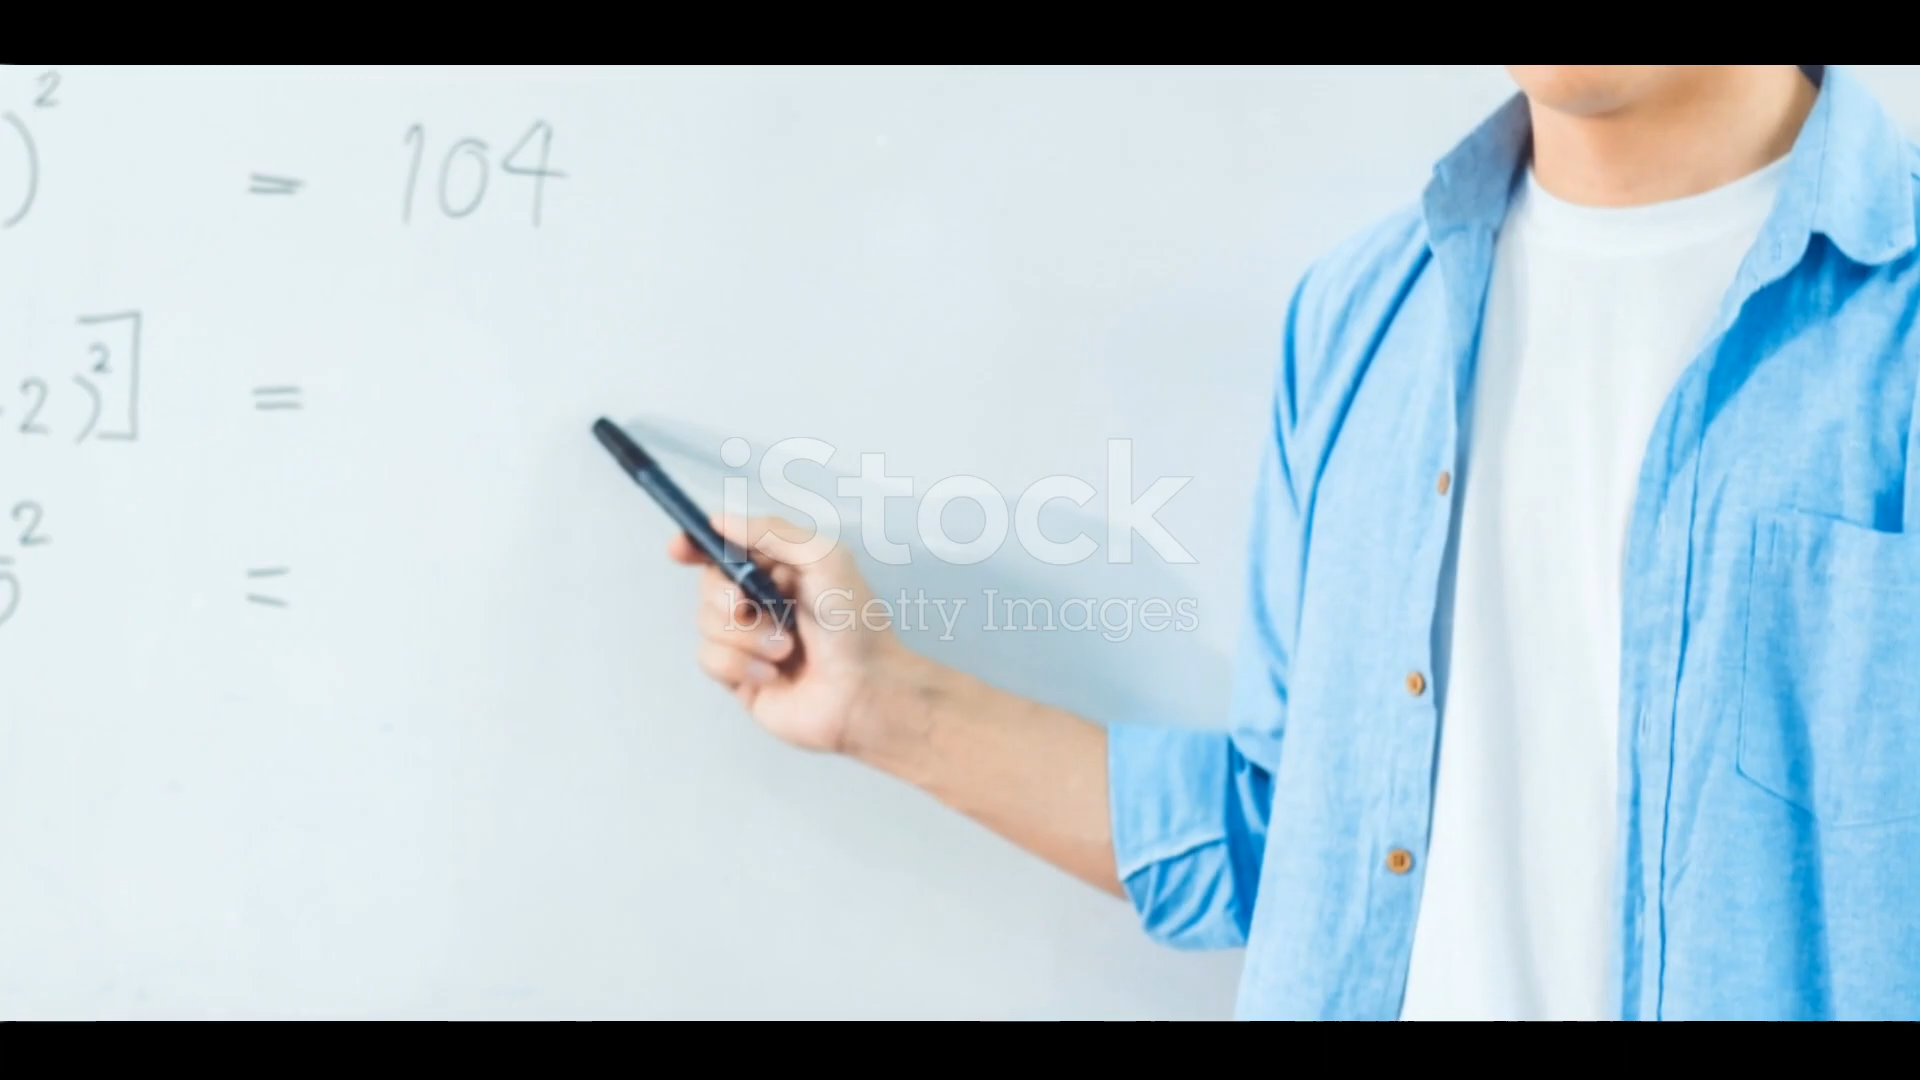 )² = 104
2)²] =
² =
iStock
by Getty Images